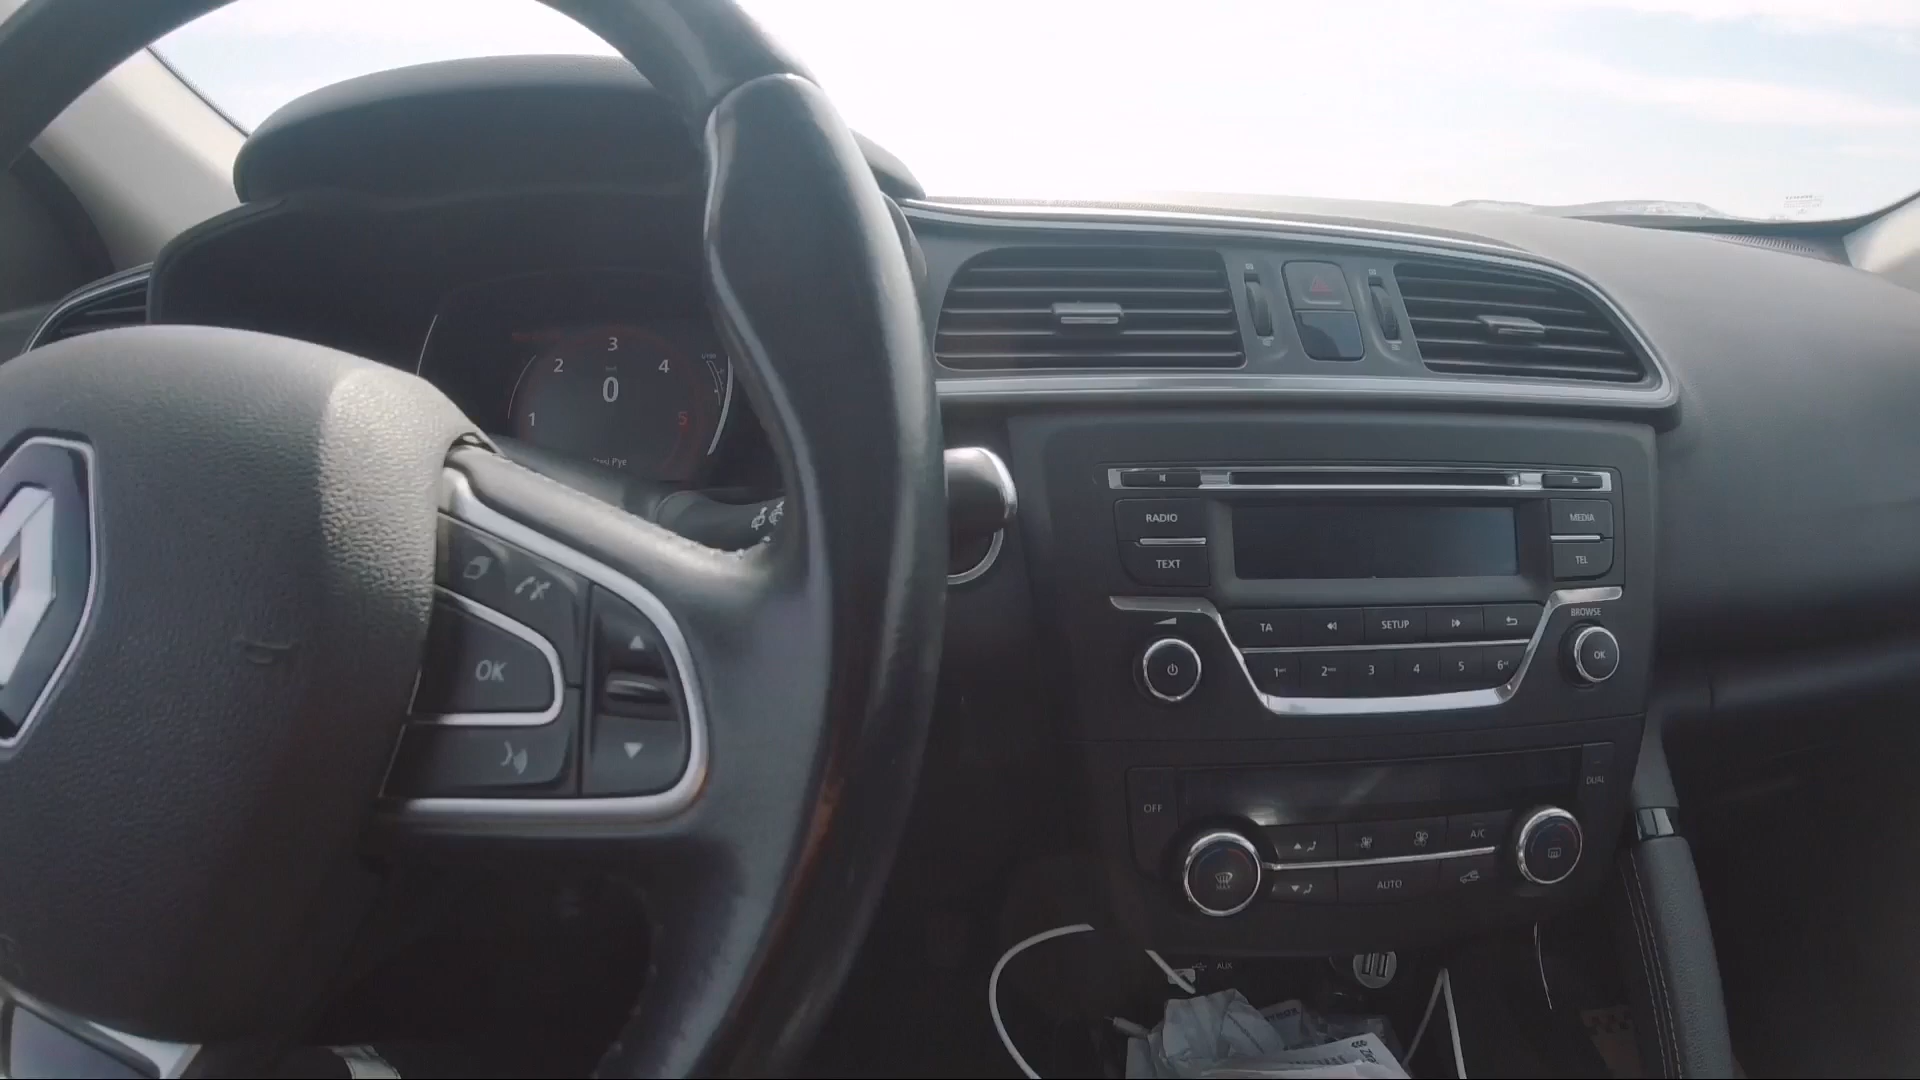 3
2
4
0
1
5
RADIO
MEDIA
TEXT
TEL
BROWSE
TA
SETUP
OK
1
2
3
4
5
6
OK
DUAL
OFF
A/C
MAX
AUTO
AUX